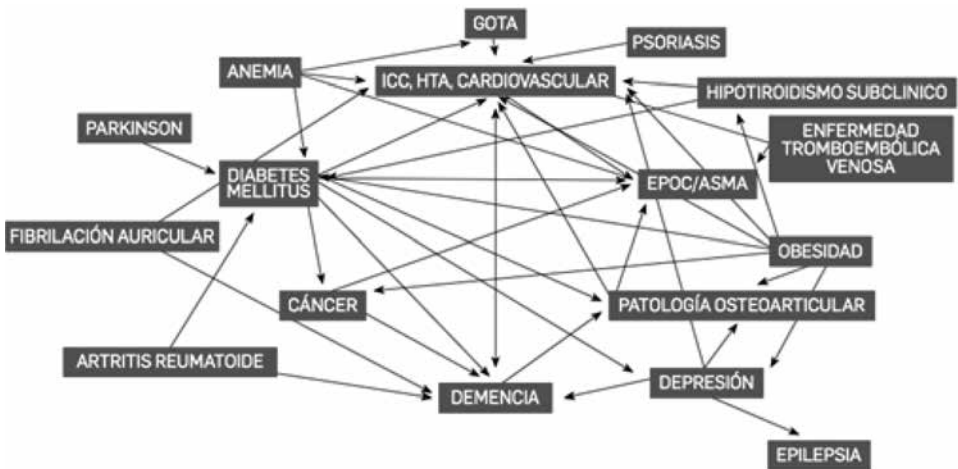 GOTA
PSORIASIS
ANEMIA
ICC, HTA, CARDIOVASCULAR
HIPOTIROIDISMO SUBCLINICO
PARKINSON
ENFERMEDAD
TROMBOEMBÓLICA
VENOSA
DIABETES
MELLITUS
EPOC/ASMA
FIBRILACIÓN AURICULAR
OBESIDAD
CÁNCER
PATOLOGÍA OSTEOARTICULAR
ARTRITIS REUMATOIDE
DEMENCIA
DEPRESIÓN
EPILEPSIA